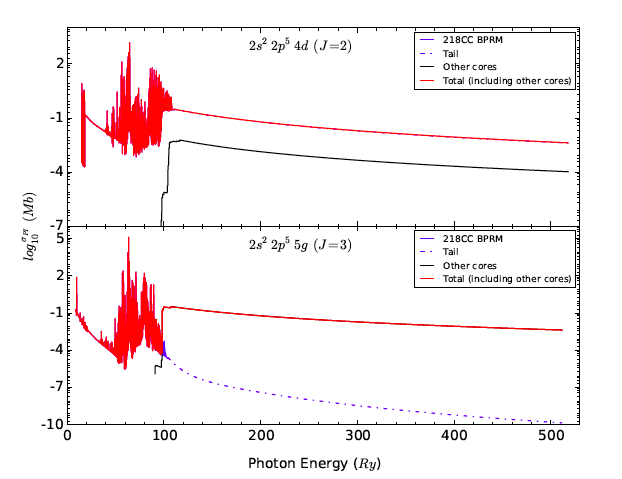 2s² 2p⁵ 4d (J=2)
218CC BPRM
Tail
Other cores
Total (including other cores)
2
-1
-4
-7
log₁₀^σPI (Mb)
2s² 2p⁵ 5g (J=3)
218CC BPRM
Tail
Other cores
Total (including other cores)
5
2
-1
-4
-7
-10
0 100 200 300 400 500
Photon Energy (Ry)